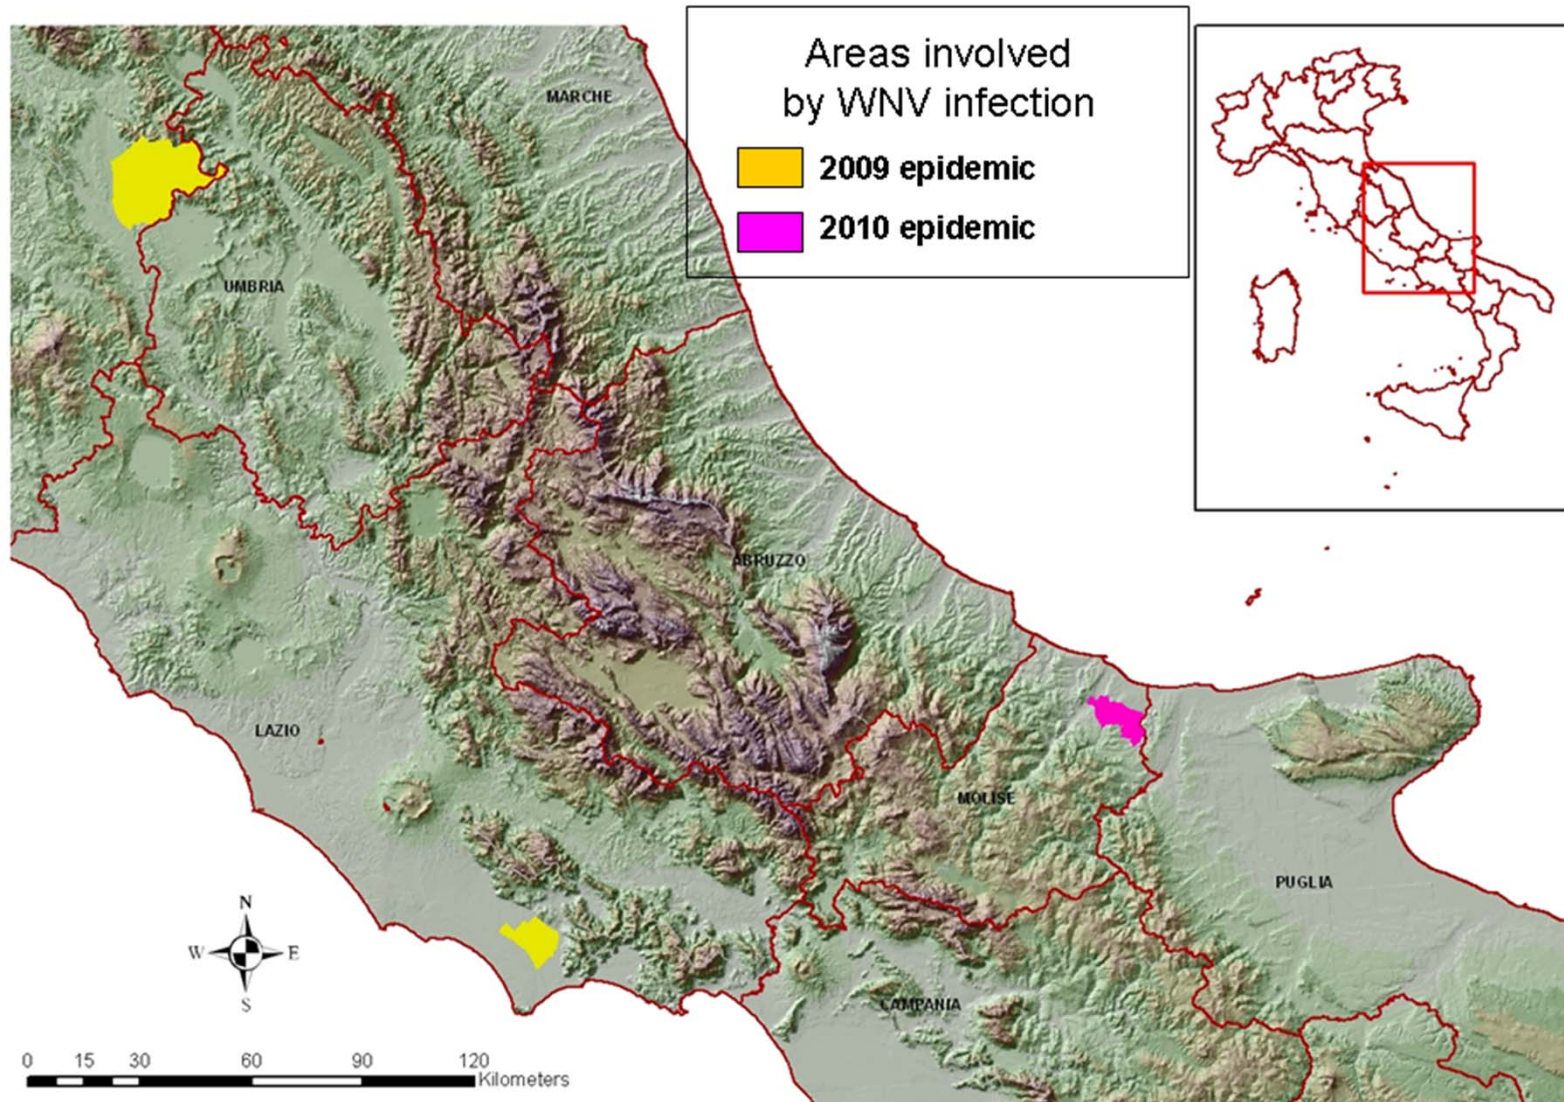 Areas involved
by WNV infection
2009 epidemic
2010 epidemic
MARCHE
UMBRIA
ABRUZZO
LAZIO
MOLISE
PUGLIA
CAMPANIA
N
W E
S
0 15 30 60 90 120
Kilometers